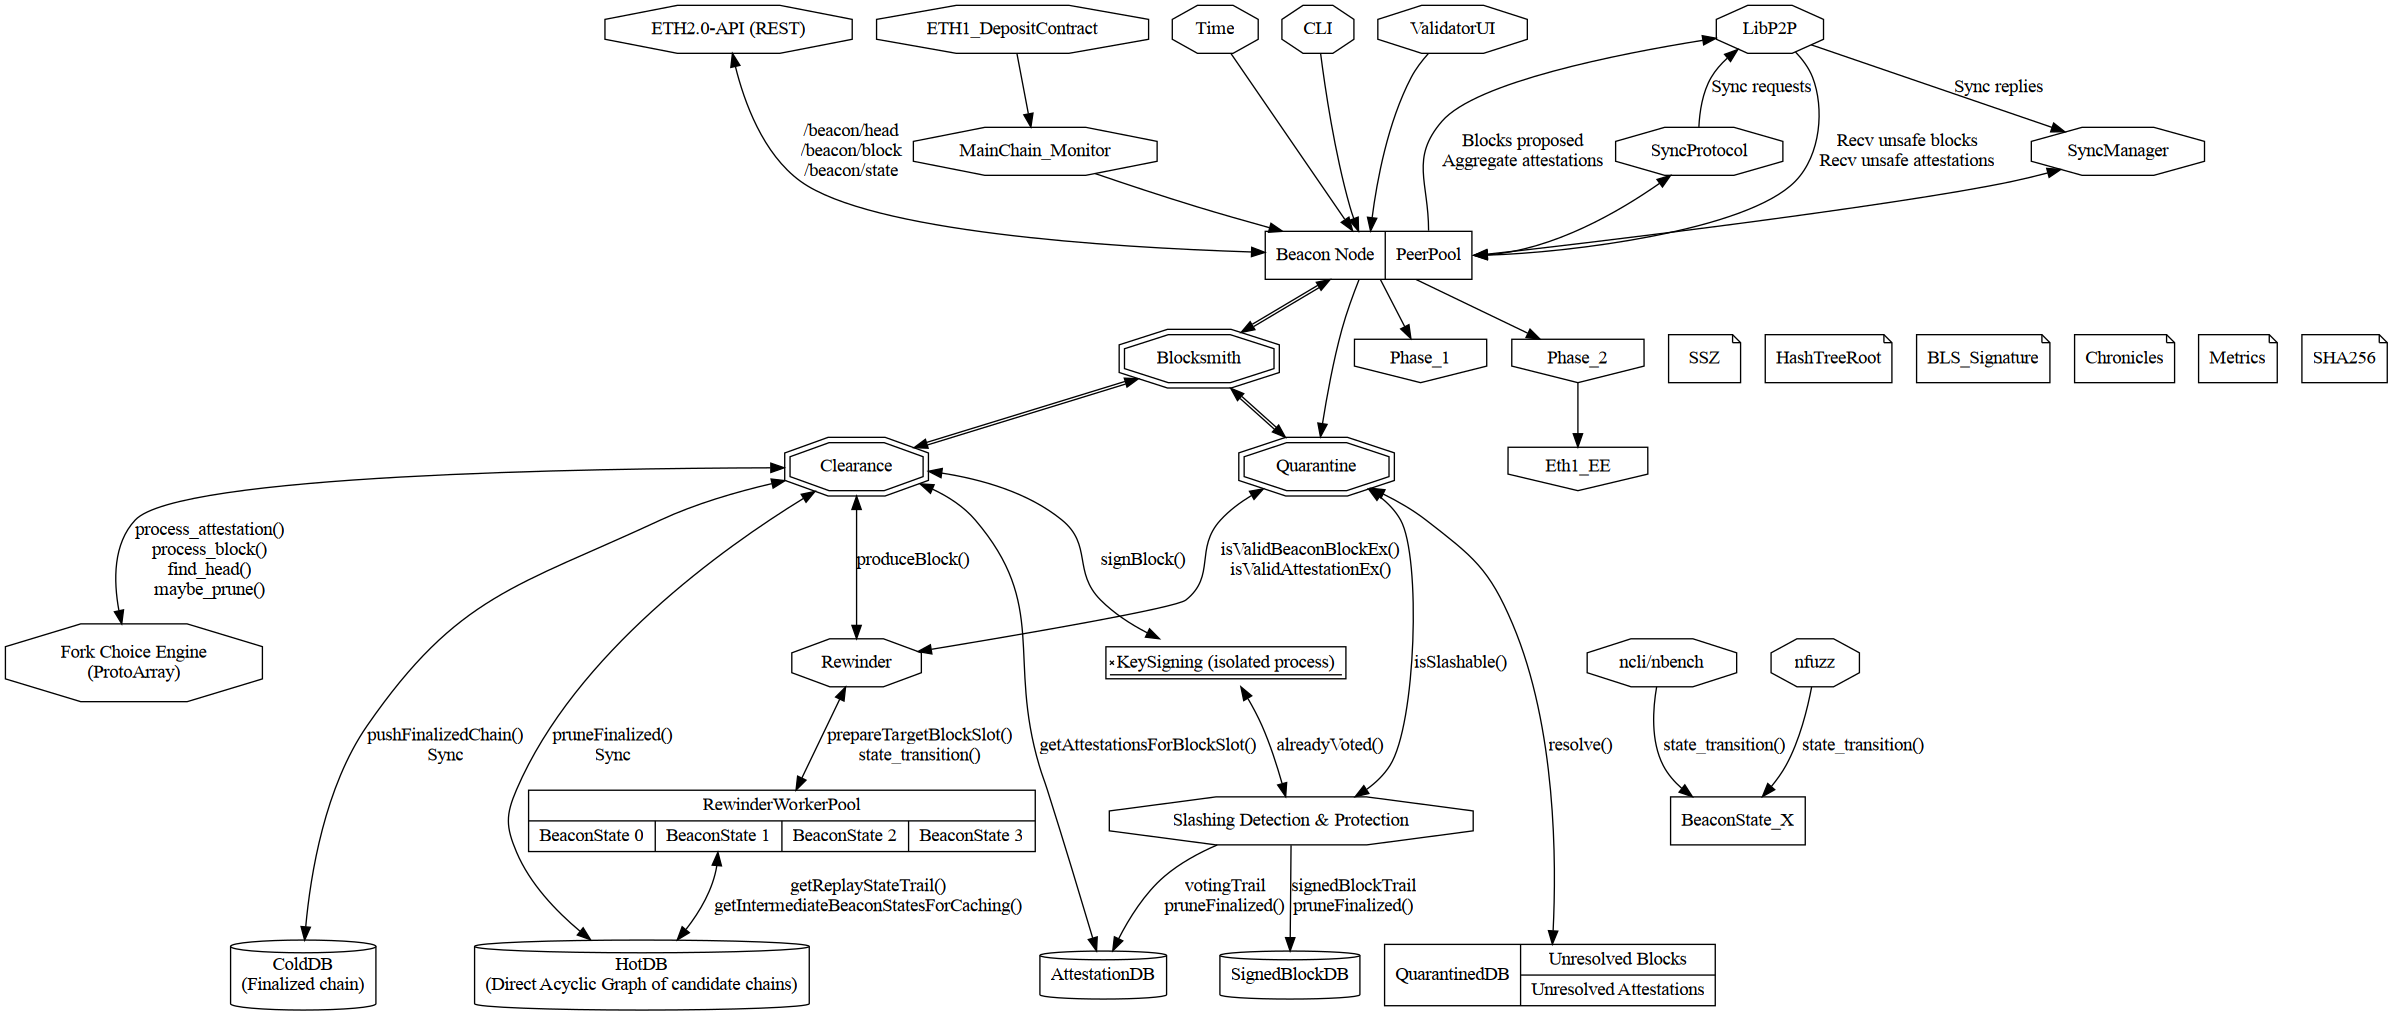 ETH2.0-API (REST)
ETH1_DepositContract
Time
CLI
ValidatorUI
LibP2P
Sync requests
Sync replies
/beacon/head
/beacon/block
/beacon/state
MainChain_Monitor
Blocks proposed
Aggregate attestations
SyncProtocol
Recv unsafe blocks
Recv unsafe attestations
SyncManager
Beacon Node
PeerPool
Blocksmith
Phase_1
Phase_2
SSZ
HashTreeRoot
BLS_Signature
Chronicles
Metrics
SHA256
Clearance
Quarantine
Eth1_EE
process_attestation()
process_block()
find_head()
maybe_prune()
produceBlock()
signBlock()
isValidBeaconBlockEx()
isValidAttestationEx()
Fork Choice Engine
(ProtoArray)
Rewinder
KeySigning (isolated process)
isSlashable()
ncli/nbench
nfuzz
pushFinalizedChain()
Sync
pruneFinalized()
Sync
prepareTargetBlockSlot()
state_transition()
getAttestationsForBlockSlot()
alreadyVoted()
resolve()
state_transition()
state_transition()
RewinderWorkerPool
BeaconState 0
BeaconState 1
BeaconState 2
BeaconState 3
Slashing Detection & Protection
BeaconState_X
getReplayStateTrail()
getIntermediateBeaconStatesForCaching()
votingTrail
pruneFinalized()
signedBlockTrail
pruneFinalized()
ColdDB
(Finalized chain)
HotDB
(Direct Acyclic Graph of candidate chains)
AttestationDB
SignedBlockDB
QuarantinedDB
Unresolved Blocks
Unresolved Attestations